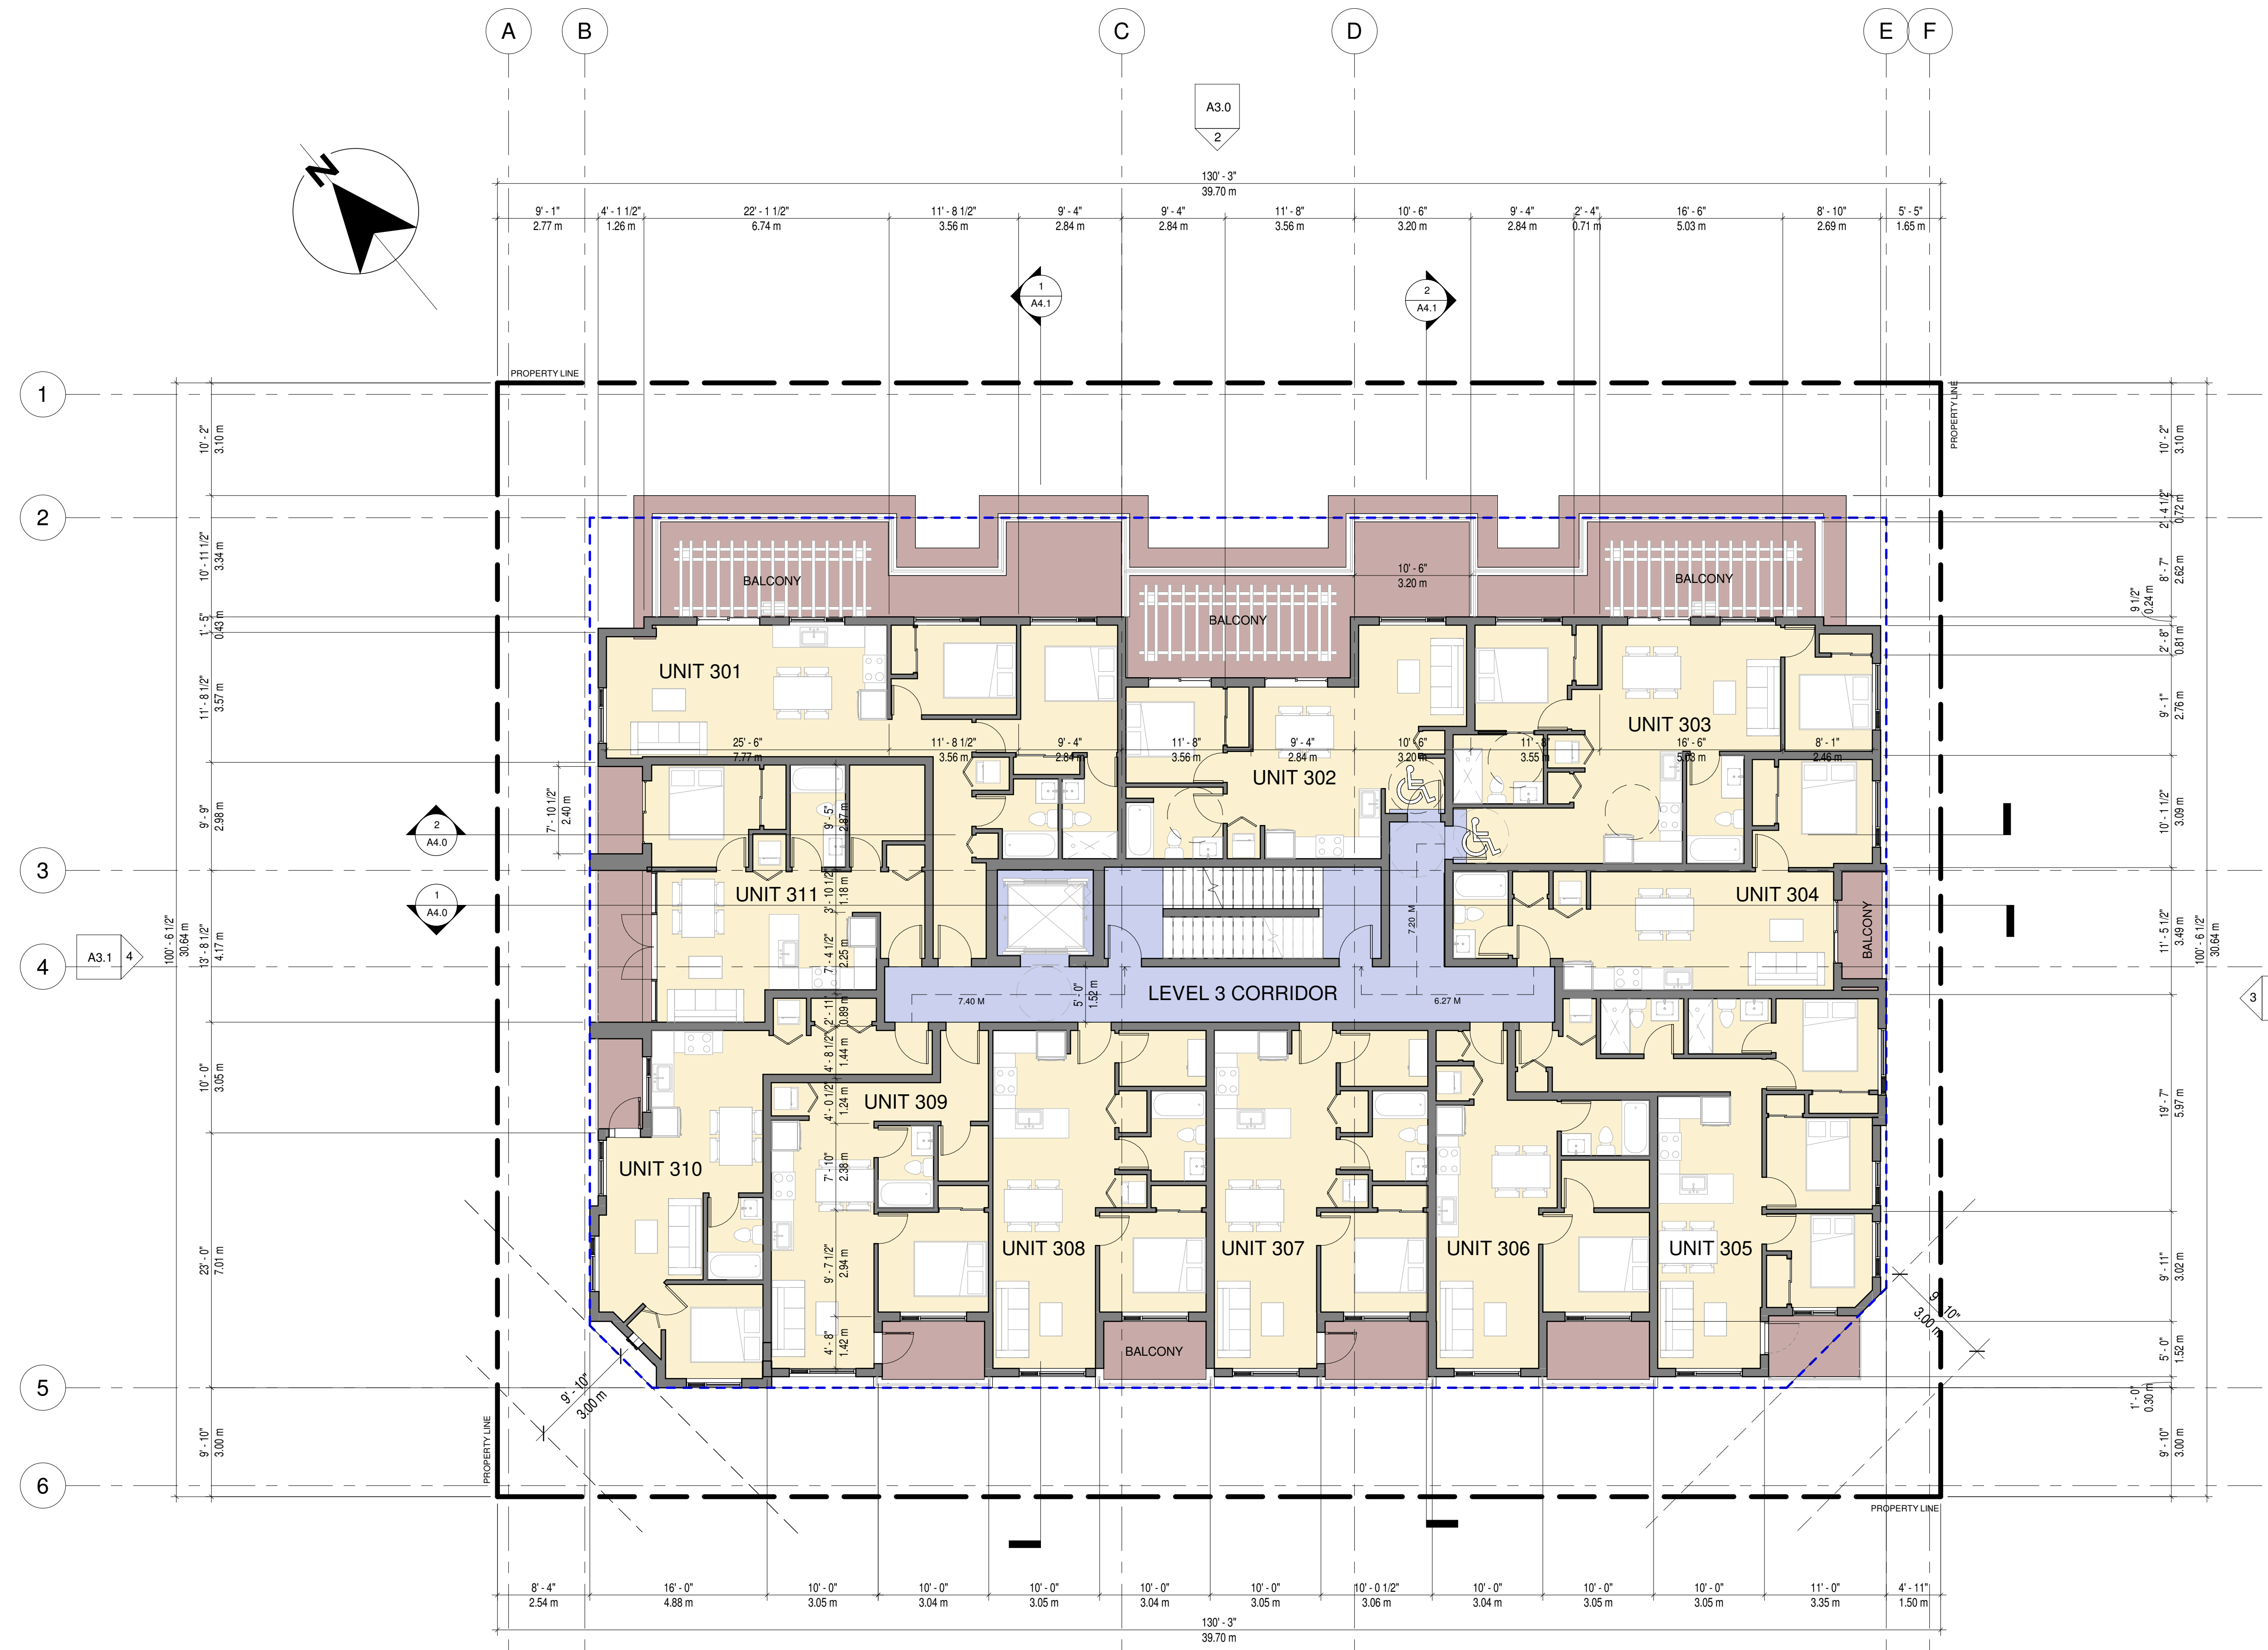 A
B
C
D
E
F
A3.0
2
N
130' - 3"
39.70 m
9' - 1"
2.77 m
4' - 1 1/2"
1.26 m
22' - 1 1/2"
6.74 m
11' - 8 1/2"
3.56 m
9' - 4"
2.84 m
9' - 4"
2.84 m
11' - 8"
3.56 m
10' - 6"
3.20 m
9' - 4"
2.84 m
2' - 4"
0.71 m
16' - 6"
5.03 m
8' - 10"
2.69 m
5' - 5"
1.65 m
1
A4.1
2
A4.1
PROPERTY LINE
PROPERTY LINE
1
2
3
4
5
6
100' - 6 1/2"
30.64 m
10' - 2"
3.10 m
10' - 11 1/2"
3.34 m
1' - 5"
0.43 m
11' - 8 1/2"
3.57 m
9' - 9"
2.98 m
13' - 8 1/2"
4.17 m
10' - 0"
3.05 m
23' - 0"
7.01 m
9' - 10"
3.00 m
7' - 10 1/2"
2.40 m
2
A4.0
1
A4.0
A3.1
4
BALCONY
BALCONY
BALCONY
10' - 6"
3.20 m
UNIT 301
UNIT 302
UNIT 303
25' - 6"
7.77 m
11' - 8 1/2"
3.56 m
9' - 4"
2.84 m
11' - 8"
3.56 m
9' - 4"
2.84 m
10' - 6"
3.20 m
11' - 8"
3.55 m
16' - 6"
5.03 m
8' - 1"
2.46 m
9' - 5"
2.87 m
3' - 10 1/2"
1.18 m
7' - 4 1/2"
2.25 m
2' - 11"
0.89 m
4' - 8 1/2"
1.44 m
4' - 0 1/2"
1.24 m
7' - 10"
2.38 m
9' - 7 1/2"
2.94 m
4' - 8"
1.42 m
UNIT 311
UNIT 304
BALCONY
7.20 M
5' - 0"
1.52 m
7.40 M
LEVEL 3 CORRIDOR
6.27 M
UNIT 310
UNIT 309
UNIT 308
UNIT 307
UNIT 306
UNIT 305
BALCONY
10' - 2"
3.10 m
2' - 4 1/2"
0.72 m
8' - 7"
2.62 m
9 1/2"
0.24 m
2' - 8"
0.81 m
9' - 1"
2.76 m
10' - 1 1/2"
3.09 m
11' - 5 1/2"
3.49 m
19' - 7"
5.97 m
9' - 11"
3.02 m
5' - 0"
1.52 m
1' - 0"
0.30 m
9' - 10"
3.00 m
100' - 6 1/2"
30.64 m
3
9' - 10"
3.00 m
9' - 10"
3.00 m
PROPERTY LINE
PROPERTY LINE
8' - 4"
2.54 m
16' - 0"
4.88 m
10' - 0"
3.05 m
10' - 0"
3.04 m
10' - 0"
3.05 m
10' - 0"
3.04 m
10' - 0"
3.05 m
10' - 0 1/2"
3.06 m
10' - 0"
3.04 m
10' - 0"
3.05 m
10' - 0"
3.05 m
11' - 0"
3.35 m
4' - 11"
1.50 m
130' - 3"
39.70 m